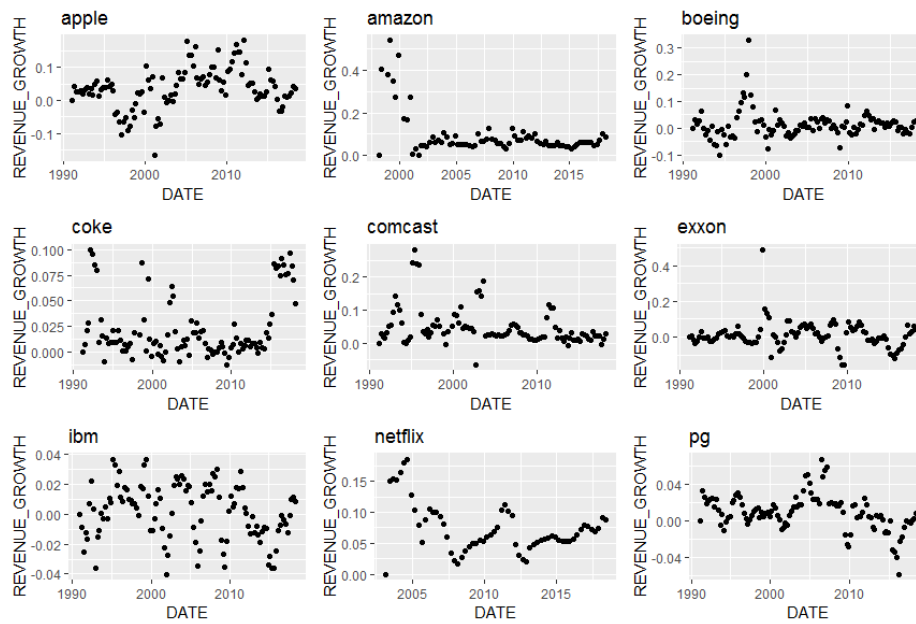 apple
REVENUE_GROWTH
0.1
0.0
-0.1
1990
2000
2010
DATE
amazon
REVENUE_GROWTH
0.4
0.2
0.0
2000
2005
2010
2015
DATE
boeing
REVENUE_GROWTH
0.3
0.2
0.1
0.0
-0.1
1990
2000
2010
DATE
coke
REVENUE_GROWTH
0.100
0.075
0.050
0.025
0.000
1990
2000
2010
DATE
comcast
REVENUE_GROWTH
0.2
0.1
0.0
1990
2000
2010
DATE
exxon
REVENUE_GROWTH
0.4
0.2
0.0
1990
2000
2010
DATE
ibm
REVENUE_GROWTH
0.04
0.02
0.00
-0.02
-0.04
1990
2000
2010
DATE
netflix
REVENUE_GROWTH
0.15
0.10
0.05
0.00
2005
2010
2015
DATE
pg
REVENUE_GROWTH
0.04
0.00
-0.04
1990
2000
2010
DATE